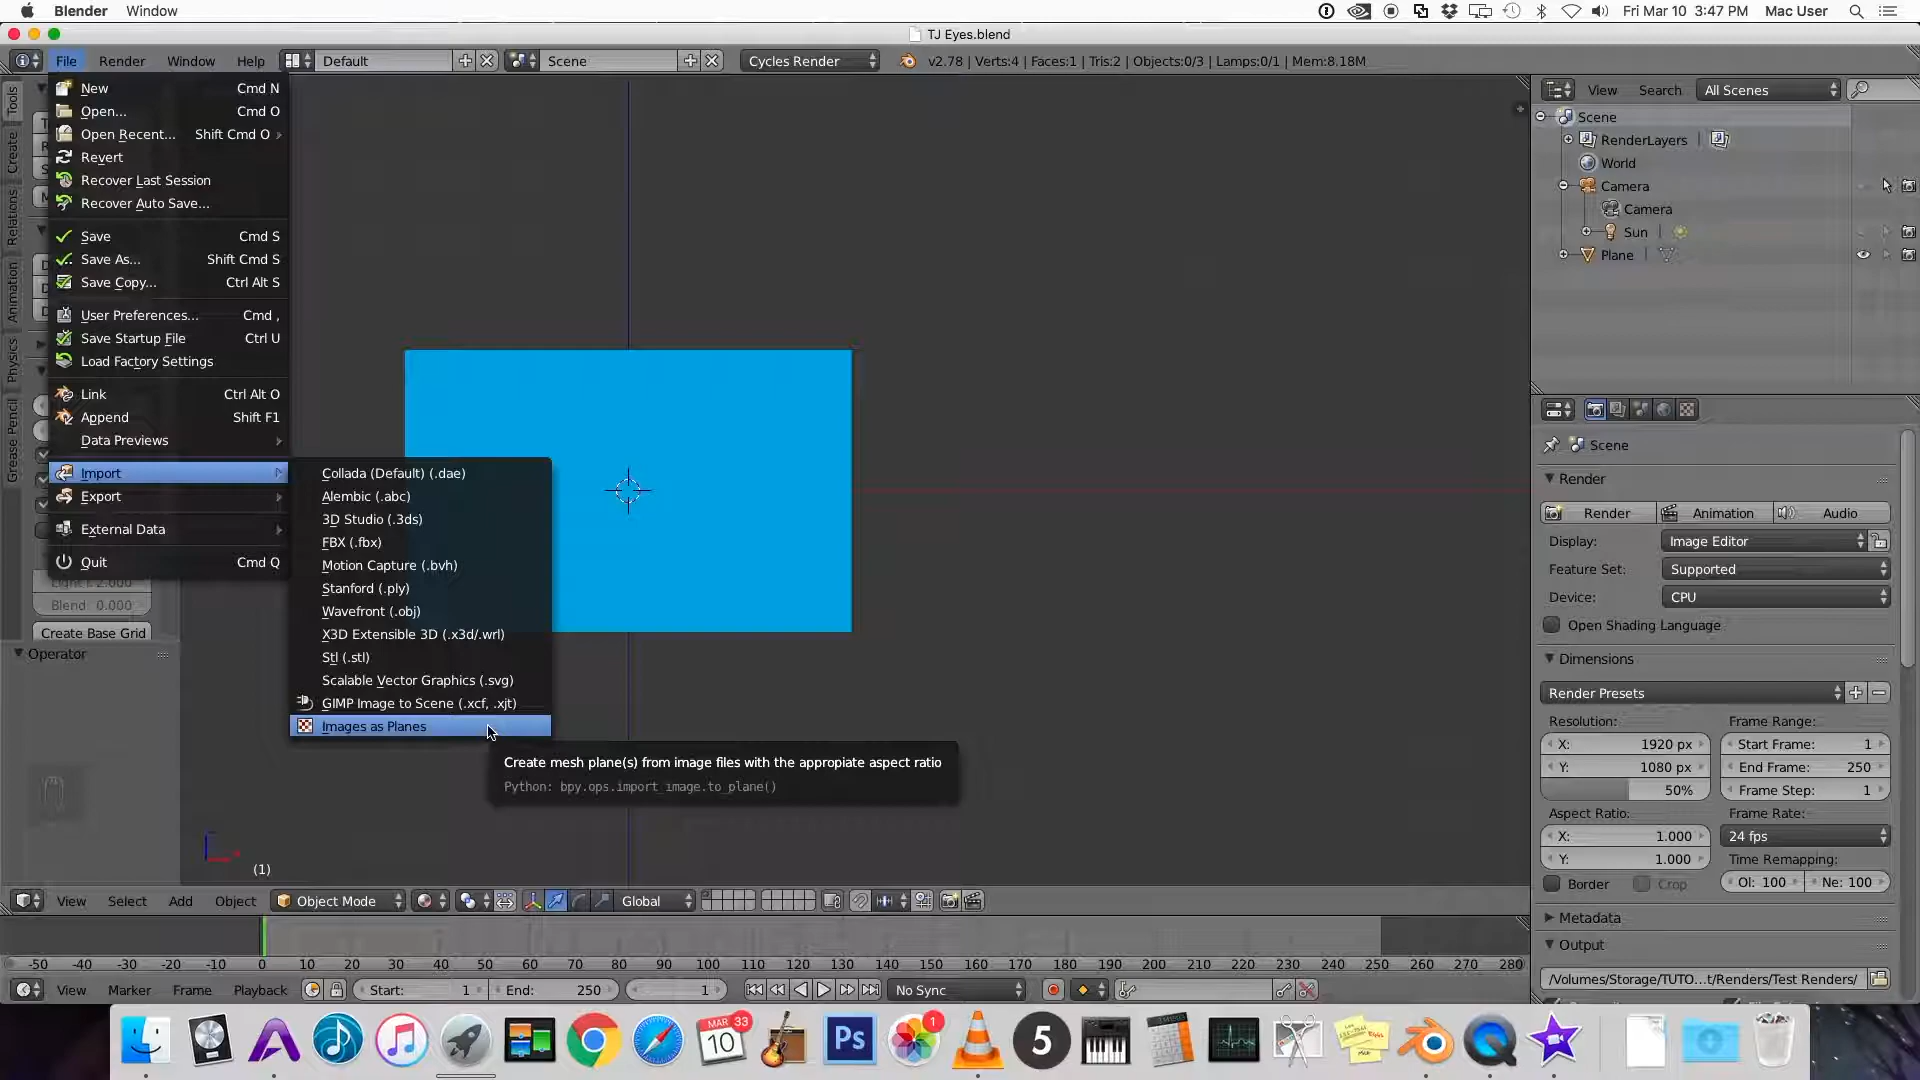 Blender Window Fri Mar 10 3:47 PM Mac User
TJ Eyes.blend
File Render Window Help Default Scene Cycles Render v2.78 | Verts:4 | Faces:1 | Tris:2 | Objects:0/3 | Lamps:0/1 | Mem:8.18M
New Cmd N
Open... Cmd O
Open Recent... Shift Cmd O
Revert
Recover Last Session
Recover Auto Save...
Save Cmd S
Save As... Shift Cmd S
Save Copy... Ctrl Alt S
User Preferences... Cmd ,
Save Startup File Ctrl U
Load Factory Settings
Link Ctrl Alt O
Append Shift F1
Data Previews
Import
Export
External Data
Quit Cmd Q
Tools
Create
Relations
Animation
Physics
Grease Pencil
Blend 0.000
Create Base Grid
Operator
Collada (Default) (.dae)
Alembic (.abc)
3D Studio (.3ds)
FBX (.fbx)
Motion Capture (.bvh)
Stanford (.ply)
Wavefront (.obj)
X3D Extensible 3D (.x3d/.wrl)
Stl (.stl)
Scalable Vector Graphics (.svg)
GIMP Image to Scene (.xcf, .xjt)
Images as Planes
Create mesh plane(s) from image files with the appropiate aspect ratio
Python: bpy.ops.import_image.to_plane()
(1)
View Search All Scenes
Scene
RenderLayers
World
Camera
Camera
Sun
Plane
Scene
Render
Render Animation Audio
Display: Image Editor
Feature Set: Supported
Device: CPU
Open Shading Language
Dimensions
Render Presets
Resolution: Frame Range:
X: 1920 px Start Frame: 1
Y: 1080 px End Frame: 250
50% Frame Step: 1
Aspect Ratio: Frame Rate:
X: 1.000 24 fps
Y: 1.000 Time Remapping:
Border Crop Ol: 100 Ne: 100
Metadata
Output
/Volumes/Storage/TUTO...t/Renders/Test Renders/
View Select Add Object Object Mode Global
-50 -40 -30 -20 -10 0 10 20 30 40 50 60 70 80 90 100 110 120 130 140 150 160 170 180 190 200 210 220 230 240 250 260 270 280
View Marker Frame Playback Start: 1 End: 250 1 No Sync
MAR 33
10
Ps
1
5